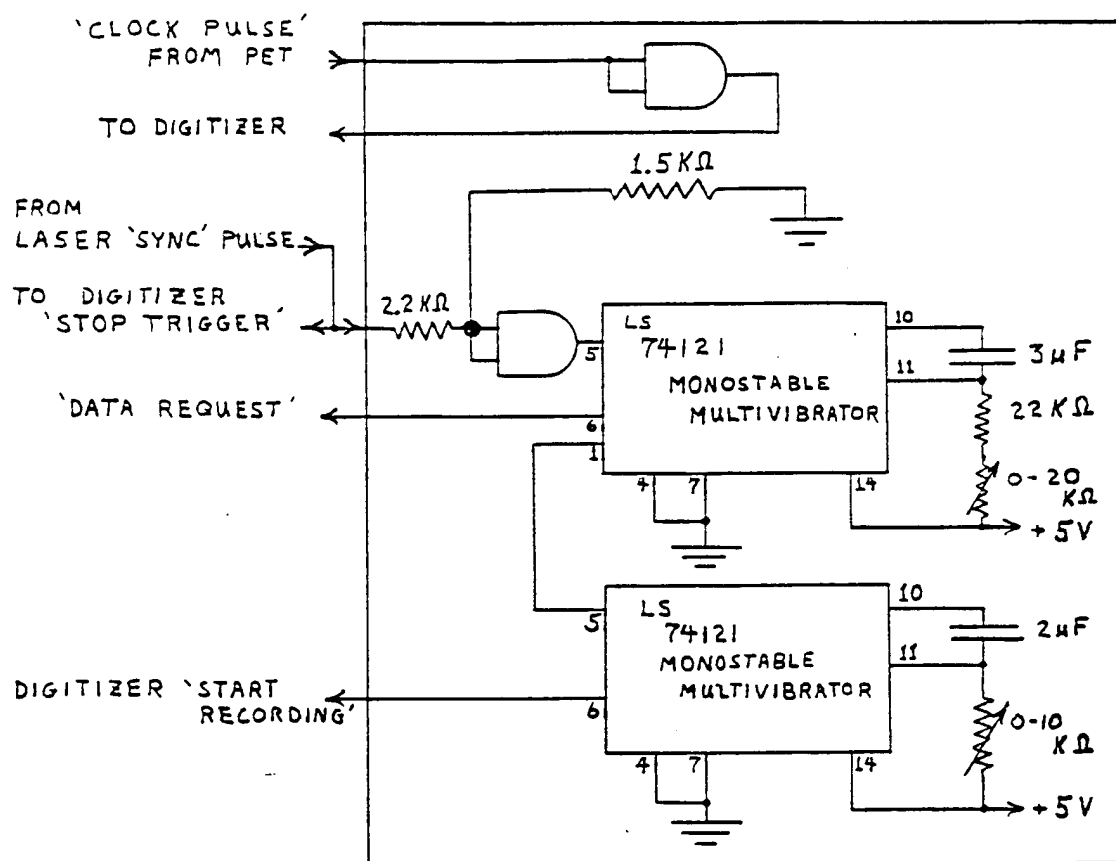 'CLOCK PULSE'
FROM PET
TO DIGITIZER
1.5KΩ
FROM
LASER 'SYNC' PULSE
TO DIGITIZER
'STOP TRIGGER'
2.2KΩ
5
LS
74121
MONOSTABLE
MULTIVIBRATOR
10
11
3μF
22KΩ
0-20
KΩ
+5V
'DATA REQUEST'
6
1
4
7
14
5
LS
74121
MONOSTABLE
MULTIVIBRATOR
10
11
2μF
0-10
KΩ
+5V
DIGITIZER 'START
RECORDING'
6
4
7
14